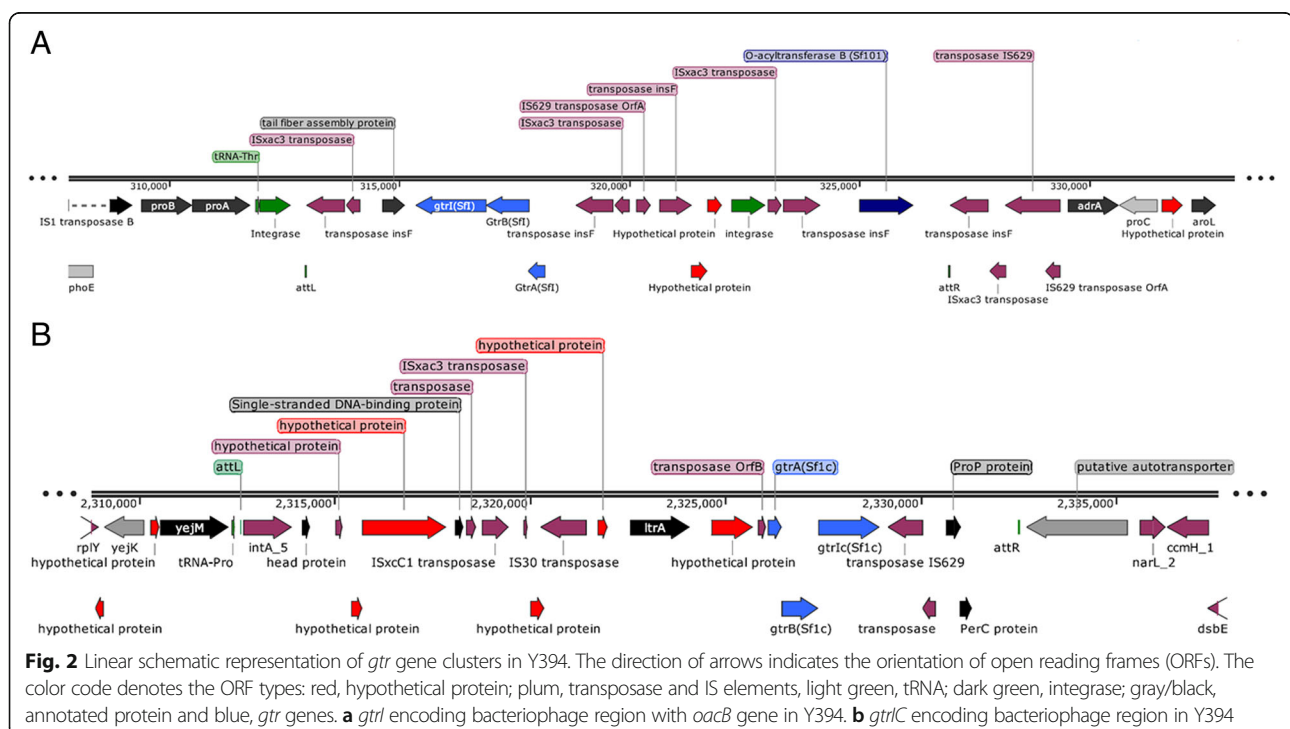 A
O-acyltransferase B (Sf101) transposase IS629
ISxac3 transposase
transposase insF
tail fiber assembly protein IS629 transposase OrfA
ISxac3 transposase ISxac3 transposase
tRNA-Thr
••• 310,000 315,000 320,000 325,000 330,000 •••
proB proA gtrI(SfI) adrA
IS1 transposase B GtrB(SfI) proC aroL
Integrase transposase insF transposase insF Hypothetical protein integrase transposase insF transposase insF Hypothetical protein
phoE attL GtrA(SfI) Hypothetical protein attR IS629 transposase OrfA
ISxac3 transposase
B
hypothetical protein
ISxac3 transposase
transposase
Single-stranded DNA-binding protein
hypothetical protein
hypothetical protein transposase OrfB gtrA(Sf1c) ProP protein putative autotransporter
attL
••• 2,310,000 2,315,000 2,320,000 2,325,000 2,330,000 2,335,000 •••
yejM ltrA
rplY yejK intA_5 gtrIc(Sf1c) attR ccmH_1
hypothetical protein tRNA-Pro head protein ISxcC1 transposase IS30 transposase hypothetical protein transposase IS629 narL_2
hypothetical protein hypothetical protein hypothetical protein gtrB(Sf1c) transposase PerC protein dsbE
Fig. 2 Linear schematic representation of gtr gene clusters in Y394. The direction of arrows indicates the orientation of open reading frames (ORFs). The
color code denotes the ORF types: red, hypothetical protein; plum, transposase and IS elements, light green, tRNA; dark green, integrase; gray/black,
annotated protein and blue, gtr genes. a gtrI encoding bacteriophage region with oacB gene in Y394. b gtrIC encoding bacteriophage region in Y394